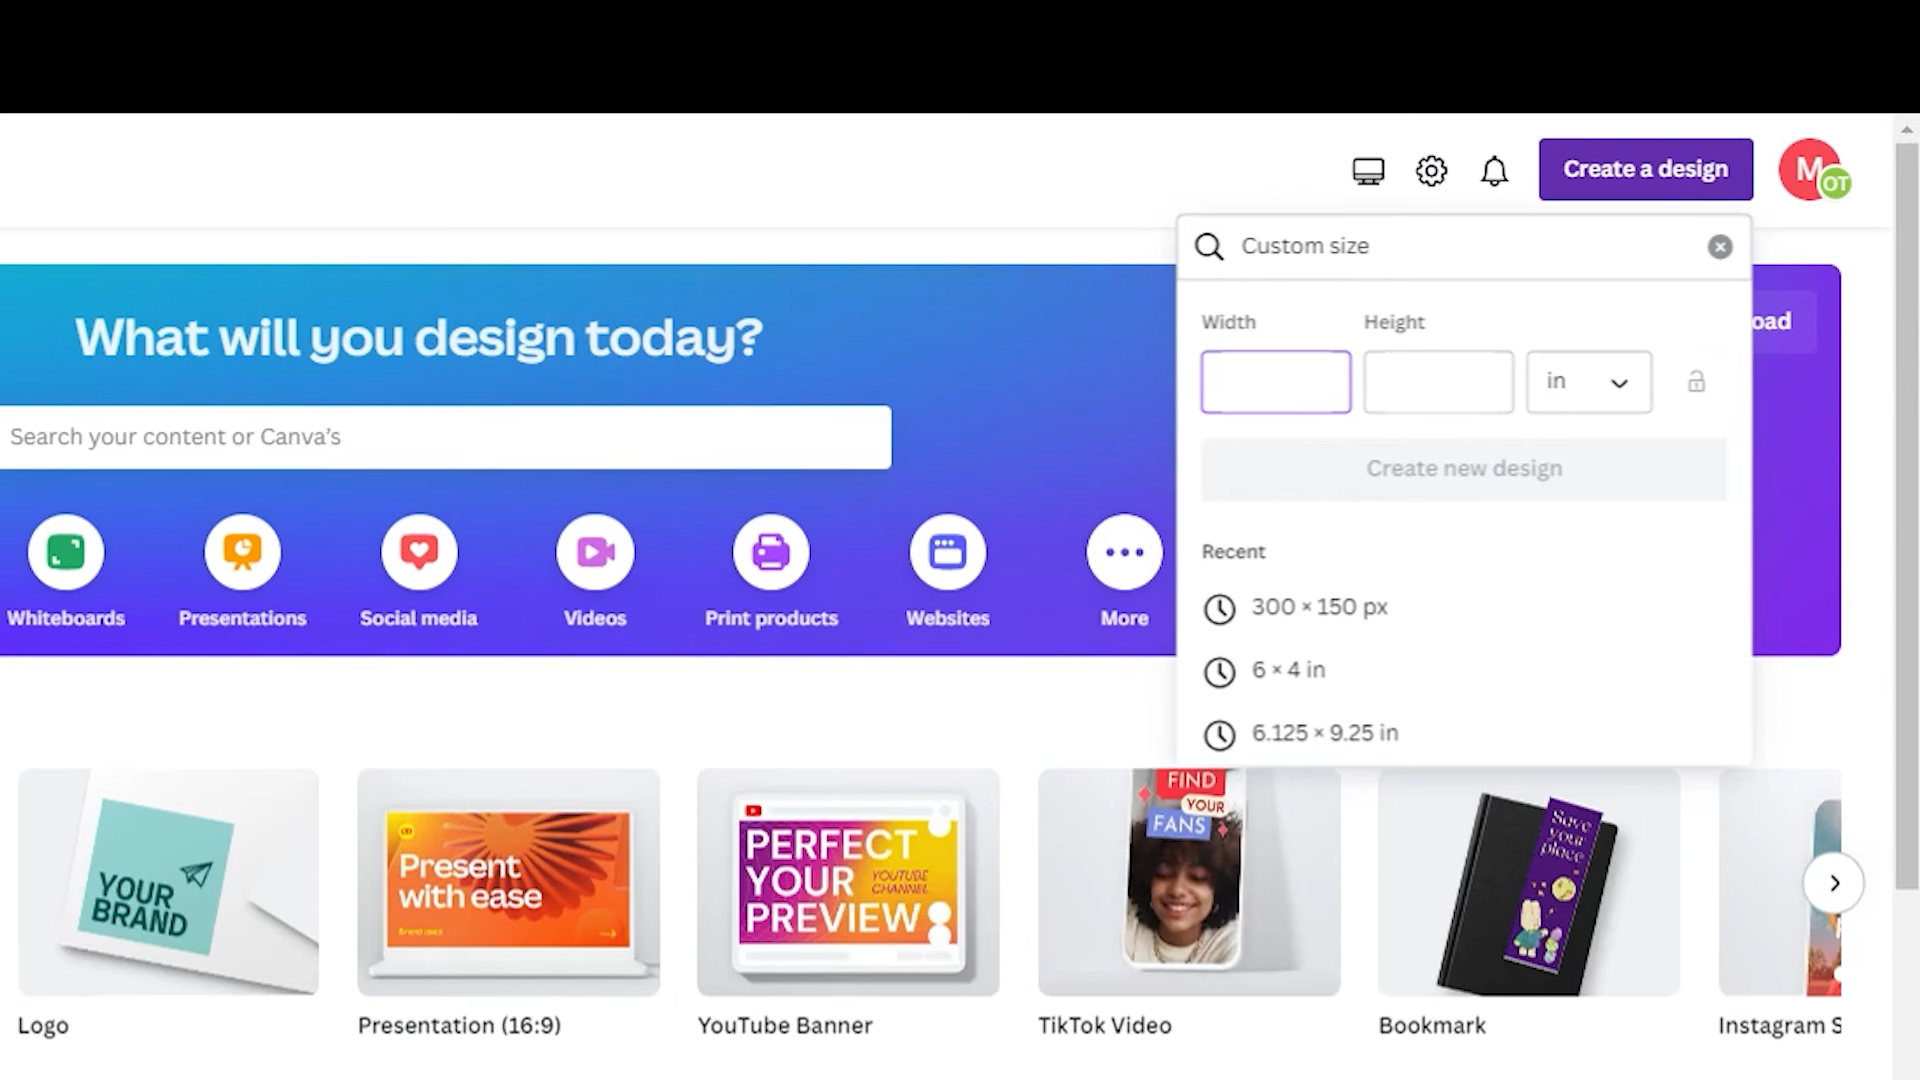 Create a design
M
OT
Custom size
Width
Height
oad
What will you design today?
in
Search your content or Canva's
Create new design
Recent
300 × 150 px
6 × 4 in
6.125 × 9.25 in
Whiteboards
Presentations
Social media
Videos
Print products
Websites
More
YOUR
BRAND
Present
with ease
PERFECT
YOUR
PREVIEW
YOUTUBE
CHANNEL
FIND
YOUR
FANS
Save
your
place
Logo
Presentation (16:9)
YouTube Banner
TikTok Video
Bookmark
Instagram S